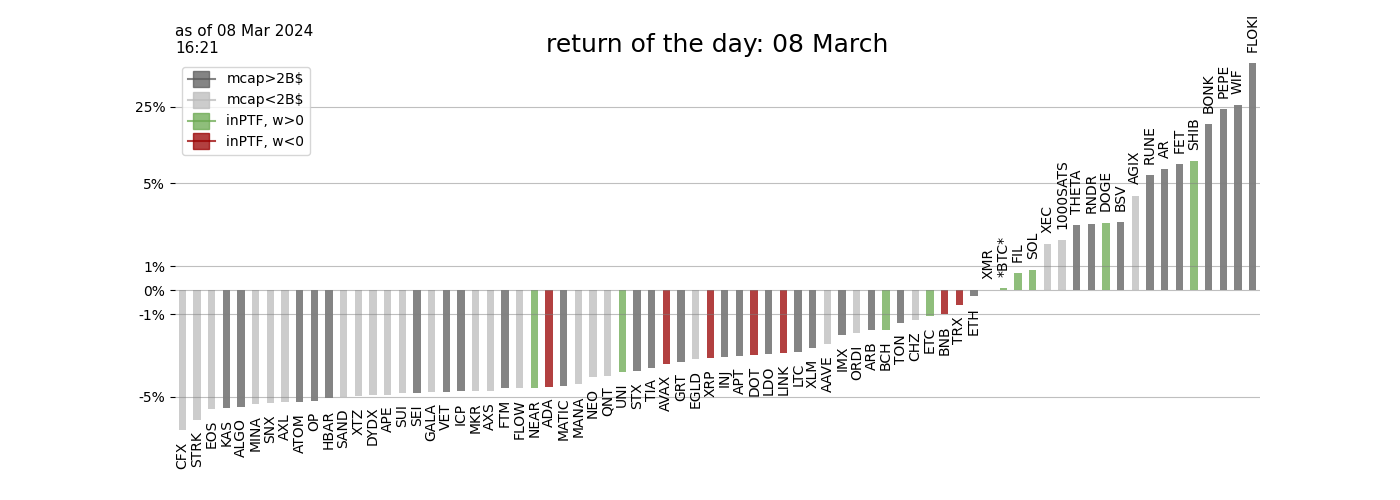 as of 08 Mar 2024
16:21
return of the day: 08 March
mcap>2B$
mcap<2B$
inPTF, w>0
inPTF, w<0
25%
5%
1%
0%
-1%
-5%
CFX
STRK
EOS
KAS
ALGO
MINA
SNX
AXL
ATOM
OP
HBAR
SAND
XTZ
DYDX
APE
SUI
SEI
GALA
VET
ICP
MKR
AXS
FTM
FLOW
NEAR
ADA
MATIC
MANA
NEO
QNT
UNI
STX
TIA
AVAX
GRT
EGLD
XRP
INJ
APT
DOT
LDO
LINK
LTC
XLM
AAVE
IMX
ORDI
ARB
BCH
TON
CHZ
ETC
BNB
TRX
ETH
XMR
*BTC*
FIL
SOL
XEC
1000SATS
THETA
RNDR
DOGE
BSV
AGIX
RUNE
AR
FET
SHIB
BONK
PEPE
WIF
FLOKI